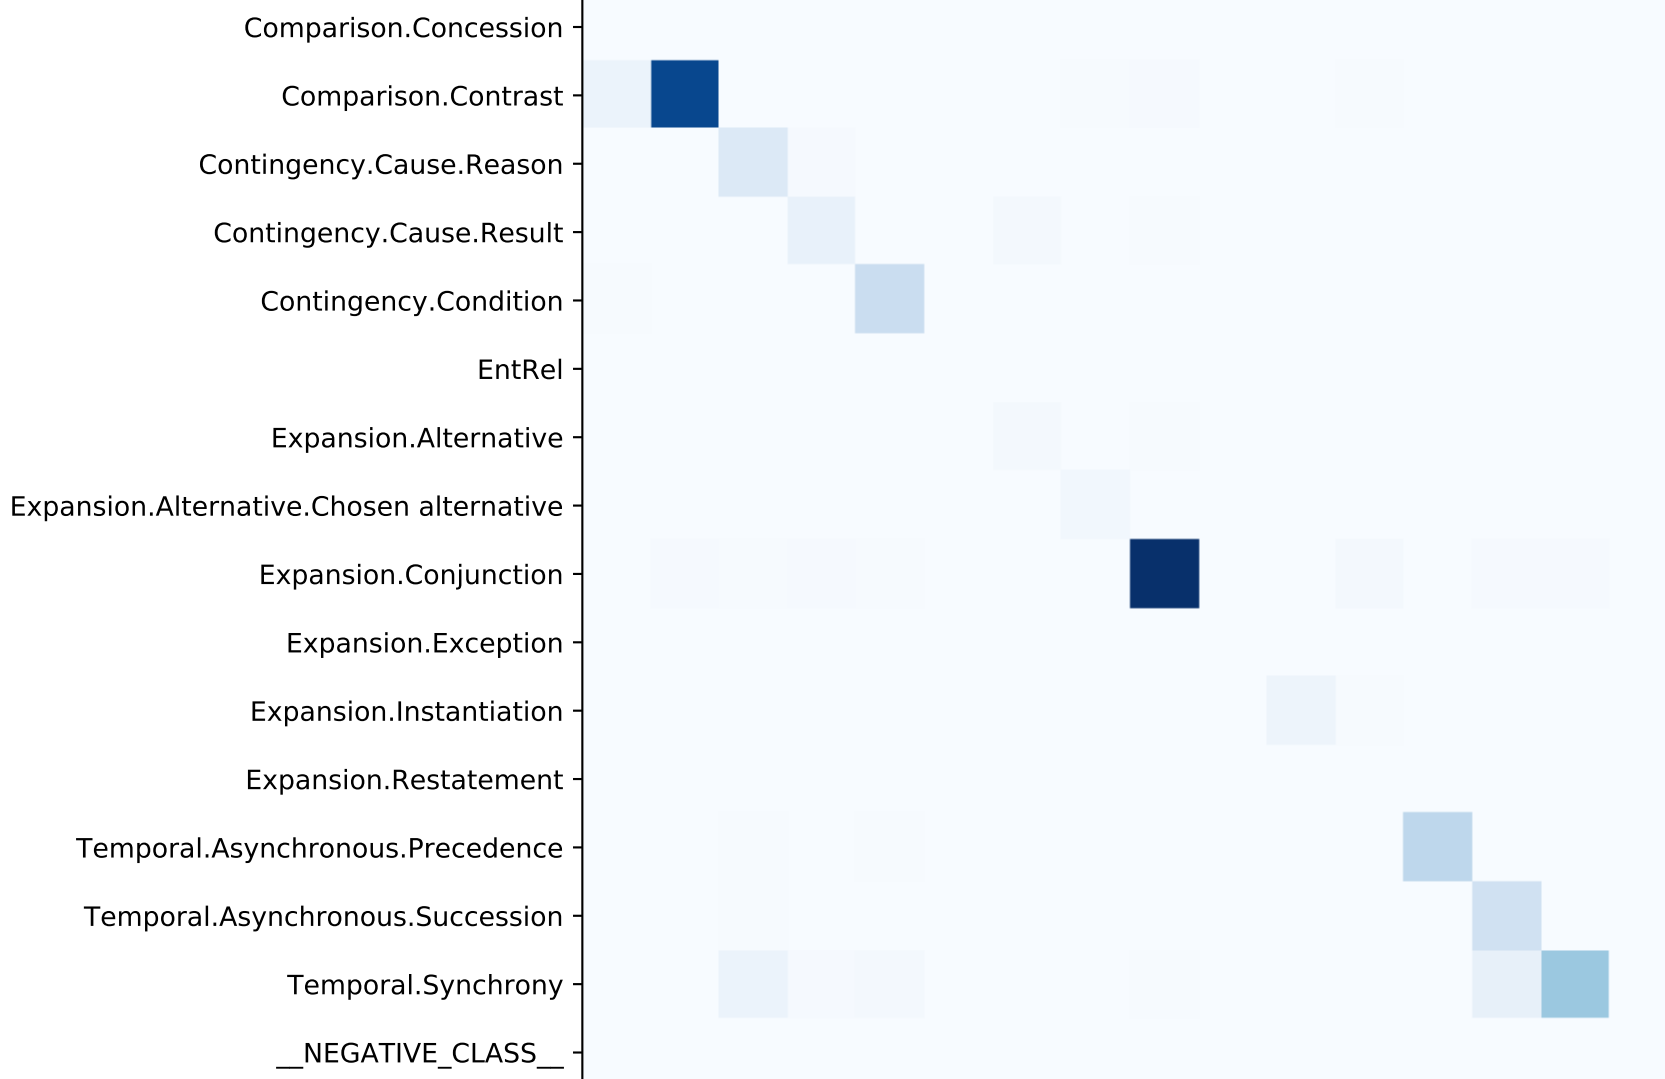 Comparison.Concession
Comparison.Contrast
Contingency.Cause.Reason
Contingency.Cause.Result
Contingency.Condition
EntRel
Expansion.Alternative
Expansion.Alternative.Chosen alternative
Expansion.Conjunction
Expansion.Exception
Expansion.Instantiation
Expansion.Restatement
Temporal.Asynchronous.Precedence
Temporal.Asynchronous.Succession
Temporal.Synchrony
__NEGATIVE_CLASS__